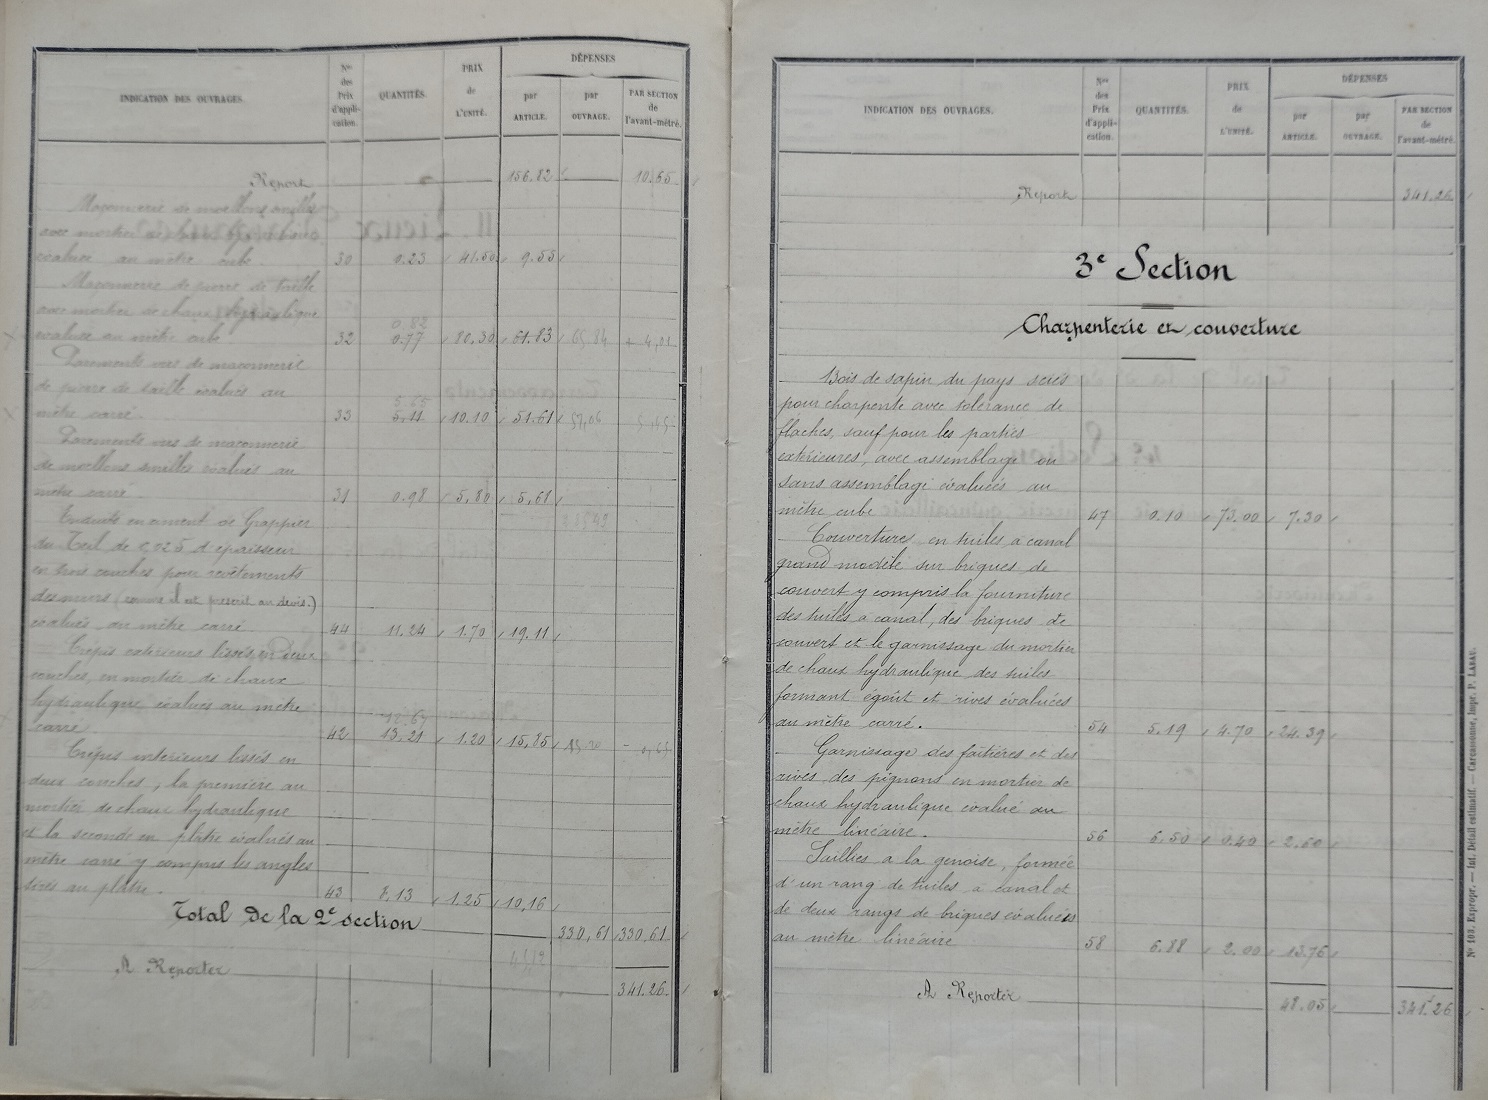 INDICATION DES OUVRAGES.
Nos des Prix d'appli-cation.
QUANTITÉS.
PRIX de L'UNITÉ.
DÉPENSES
par ARTICLE.
par OUVRAGE.
PAR SECTION de l'avant-métré.
Report 156.82 10.65
Maçonnerie de moellons smillés
avec mortier de chaux hydraulique
évaluée au mètre cube. 30 0.23 41.50 9.55
Maçonnerie de pierre de taille
avec mortier de chaux hydraulique
0.82
évaluée au mètre cube 32 0.77 80.30 61.83 65.84 + 4,01
Parements vus de maçonnerie
de pierre de taille évalués au
5.65
mètre carré. 33 5.11 10.10 51.61 57,06
Parements vus de maçonnerie
de moellons smillés évalués au
mètre carré 31 0.98 5,80 5,68
Enduits en ciment de Grappier
du Teil de 0,025 d'épaisseur
en trois couches pour revêtements
des murs (comme il est prescrit au devis.)
évalués au mètre carré 44 11.24 1.70 19.11
Crépis extérieurs lissés en deux
couches, en mortier de chaux
hydraulique évalués au mètre
carré. 42 13.21 1.20 15,85
Crépis intérieurs lissés en
deux couches, la première au
mortier de chaux hydraulique
et la seconde en plâtre évalués au
mètre carré y compris les angles
tirés au plâtre. 43 8.13 1.25 10,16
Total de la 2e section 330,61 330.61
A Reporter 341.26
INDICATION DES OUVRAGES.
Nos des Prix d'appli-cation.
QUANTITÉS.
PRIX de L'UNITÉ.
DÉPENSES
par ARTICLE.
par OUVRAGE.
PAR SECTION de l'avant-métré.
Report 341.26
3e Section
Charpenterie et couverture
Bois de sapin du pays sciés
pour charpente avec tolérance de
flaches, sauf pour les parties
extérieures, avec assemblage ou
sans assemblage évaluées au
mètre cube 47 0.10 73.00 7.30
Couverture en tuiles à canal
grand modèle sur briques de
couvert y compris la fourniture
des tuiles à canal, des briques de
couvert et le garnissage du mortier
de chaux hydraulique des tuiles
formant égoût et rives évaluées
au mètre carré. 54 5.19 4.70 24.39
Garnissage des faîtières et des
rives des pignons en mortier de
chaux hydraulique évalué au
mètre linéaire. 56 6.50 0.40 2.60
Saillies à la genoise, formée
d'un rang de tuiles à canal et
de deux rangs de briques évaluées
au mètre linéaire 58 6.88 2.00 13.76
A Reporter 48.05 341.26
No 103. Expropr. — Int. Détail estimatif. — Carcassonne, Impr. P. LABAU.